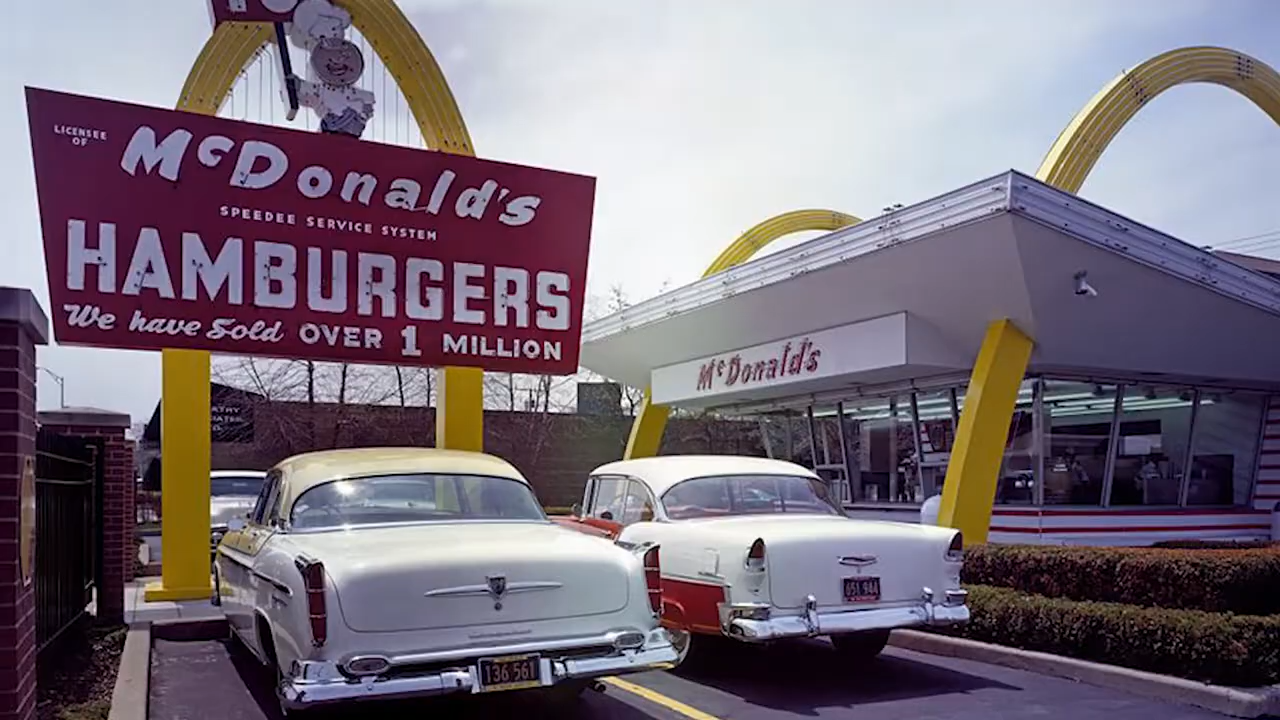 LICENSEE
OF
McDonald's
SPEEDEE SERVICE SYSTEM
HAMBURGERS
We have Sold OVER 1 MILLION
McDonald's
136 561